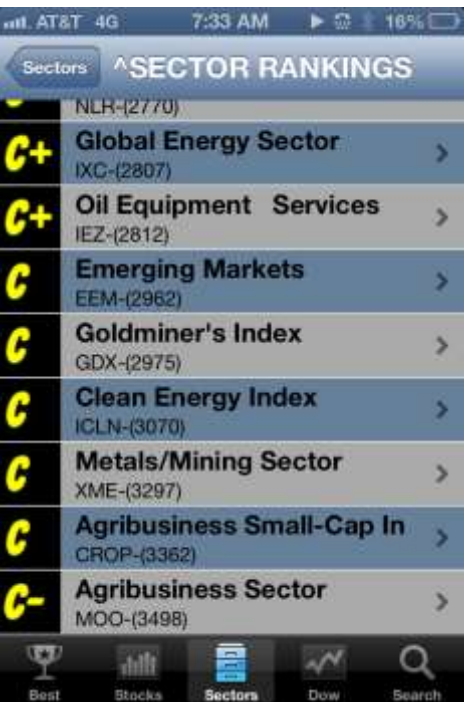 AT&T 4G 7:33 AM 16%
Sectors ^SECTOR RANKINGS
NLR-(2770)
C+ Global Energy Sector
IXC-(2807)
C+ Oil Equipment Services
IEZ-(2812)
C Emerging Markets
EEM-(2962)
C Goldminer's Index
GDX-(2975)
C Clean Energy Index
ICLN-(3070)
C Metals/Mining Sector
XME-(3297)
C Agribusiness Small-Cap In
CROP-(3362)
C- Agribusiness Sector
MOO-(3498)
Best Stocks Sectors Dow Search